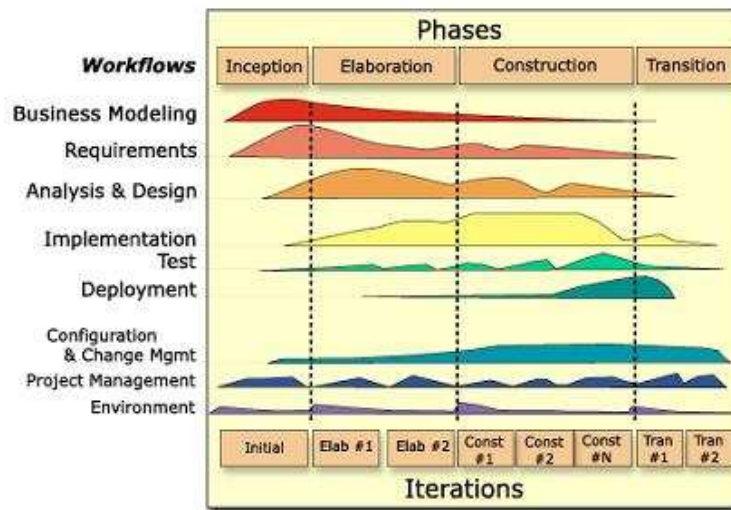 Phases
Workflows
Inception
Elaboration
Construction
Transition
Business Modeling
Requirements
Analysis & Design
Implementation
Test
Deployment
Configuration
& Change Mgmt
Project Management
Environment
Initial
Elab #1
Elab #2
Const
#1
Const
#2
Const
#N
Tran
#1
Tran
#2
Iterations